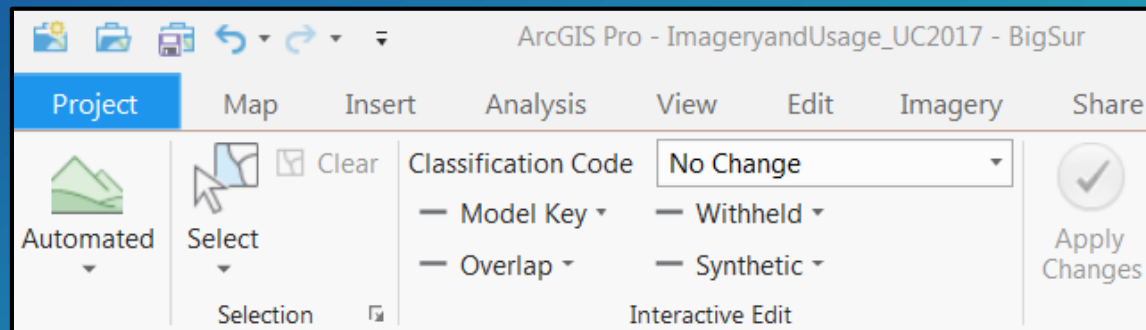 ArcGIS Pro - ImageryandUsage_UC2017 - BigSur
Project Map Insert Analysis View Edit Imagery Share
Clear Classification Code No Change
Model Key Withheld
Automated Select Apply
Overlap Synthetic Changes
Selection Interactive Edit